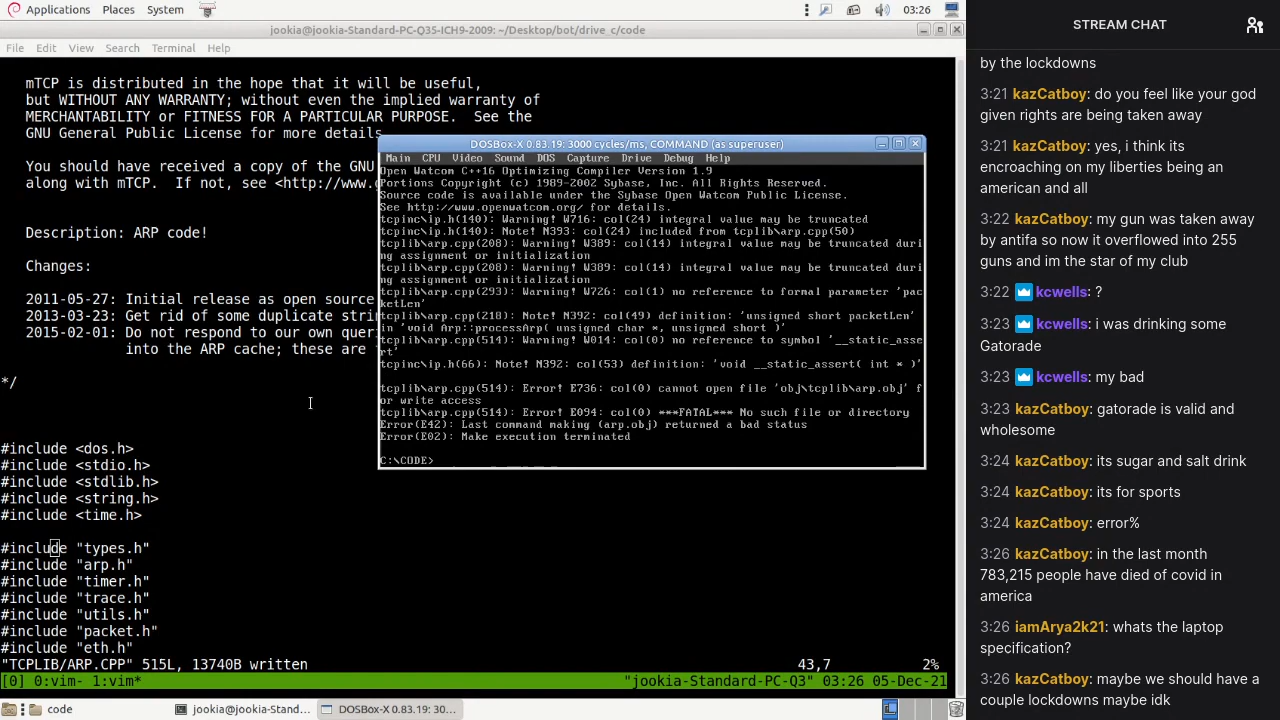 Applications Places System 03:26
jookia@jookia-Standard-PC-Q35-ICH9-2009: ~/Desktop/bot/drive_c/code
File Edit View Search Terminal Help
mTCP is distributed in the hope that it will be useful,
but WITHOUT ANY WARRANTY; without even the implied warranty of
MERCHANTABILITY or FITNESS FOR A PARTICULAR PURPOSE. See the
GNU General Public License for more details.
You should have received a copy of the GNU
along with mTCP. If not, see <http://www.g
Description: ARP code!
Changes:
2011-05-27: Initial release as open source
2013-03-23: Get rid of some duplicate stri
2015-02-01: Do not respond to our own quer
into the ARP cache; these are
*/
#include <dos.h>
#include <stdio.h>
#include <stdlib.h>
#include <string.h>
#include <time.h>
#include "types.h"
#include "arp.h"
#include "timer.h"
#include "trace.h"
#include "utils.h"
#include "packet.h"
#include "eth.h"
"TCPLIB/ARP.CPP" 515L, 13740B written 43,7 2%
[0] 0:vim- 1:vim* "jookia-Standard-PC-Q3" 03:26 05-Dec-21
code jookia@jookia-Stand... DOSBox-X 0.83.19: 30...
DOSBox-X 0.83.19: 3000 cycles/ms, COMMAND (as superuser)
Main CPU Video Sound DOS Capture Drive Debug Help
Open Watcom C++16 Optimizing Compiler Version 1.9
Portions Copyright (c) 1989-2002 Sybase, Inc. All Rights Reserved.
Source code is available under the Sybase Open Watcom Public License.
See http://www.openwatcom.org/ for details.
tcpinc\ip.h(140): Warning! W716: col(24) integral value may be truncated
tcpinc\ip.h(140): Note! N393: col(24) included from tcplib\arp.cpp(50)
tcplib\arp.cpp(208): Warning! W389: col(14) integral value may be truncated duri
ng assignment or initialization
tcplib\arp.cpp(208): Warning! W389: col(14) integral value may be truncated duri
ng assignment or initialization
tcplib\arp.cpp(293): Warning! W726: col(1) no reference to formal parameter 'pac
ketLen'
tcplib\arp.cpp(218): Note! N392: col(49) definition: 'unsigned short packetLen'
in 'void Arp::processArp( unsigned char *, unsigned short )'
tcplib\arp.cpp(514): Warning! W014: col(0) no reference to symbol '__static_asse
rt'
tcpinc\ip.h(66): Note! N392: col(53) definition: 'void __static_assert( int * )'
tcplib\arp.cpp(514): Error! E736: col(0) cannot open file 'obj\tcplib\arp.obj' f
or write access
tcplib\arp.cpp(514): Error! E094: col(0) ***FATAL*** No such file or directory
Error(E42): Last command making (arp.obj) returned a bad status
Error(E02): Make execution terminated
C:\CODE>
STREAM CHAT
by the lockdowns
3:21 kazCatboy: do you feel like your god
given rights are being taken away
3:21 kazCatboy: yes, i think its
encroaching on my liberties being an
american and all
3:22 kazCatboy: my gun was taken away
by antifa so now it overflowed into 255
guns and im the star of my club
3:22 kcwells: ?
3:23 kcwells: i was drinking some
Gatorade
3:23 kcwells: my bad
3:23 kazCatboy: gatorade is valid and
wholesome
3:24 kazCatboy: its sugar and salt drink
3:24 kazCatboy: its for sports
3:24 kazCatboy: error%
3:26 kazCatboy: in the last month
783,215 people have died of covid in
america
3:26 iamArya2k21: whats the laptop
specification?
3:26 kazCatboy: maybe we should have a
couple lockdowns maybe idk